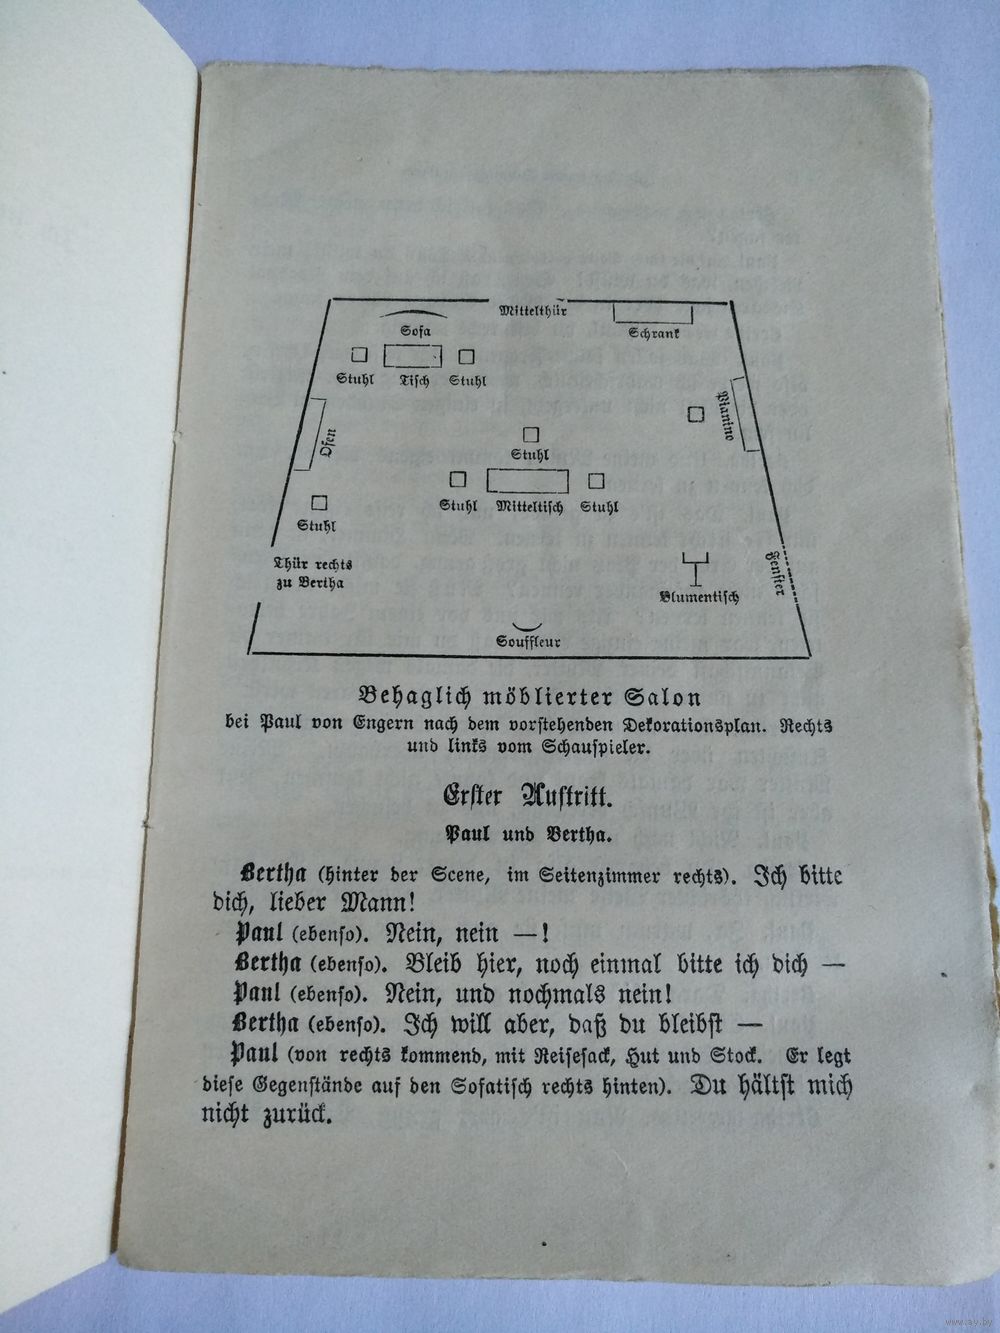 Mittelthür
Sofa
Schrank
Stuhl Tisch Stuhl
Pianino
Ofen
Stuhl
Stuhl Mitteltisch Stuhl
Stuhl
Thür rechts
zu Bertha
Fenster
Blumentisch
Souffleur
Behaglich möblierter Salon
bei Paul von Engern nach dem vorstehenden Dekorationsplan. Rechts
und links vom Schauspieler.
Erster Auftritt.
Paul und Bertha.
Bertha (hinter der Scene, im Seitenzimmer rechts). Ich bitte
dich, lieber Mann!
Paul (ebenso). Nein, nein —!
Bertha (ebenso). Bleib hier, noch einmal bitte ich dich —
Paul (ebenso). Nein, und nochmals nein!
Bertha (ebenso). Ich will aber, daß du bleibst —
Paul (von rechts kommend, mit Reisesack, Hut und Stock. Er legt
diese Gegenstände auf den Sofatisch rechts hinten). Du hältst mich
nicht zurück.
www.ay.by